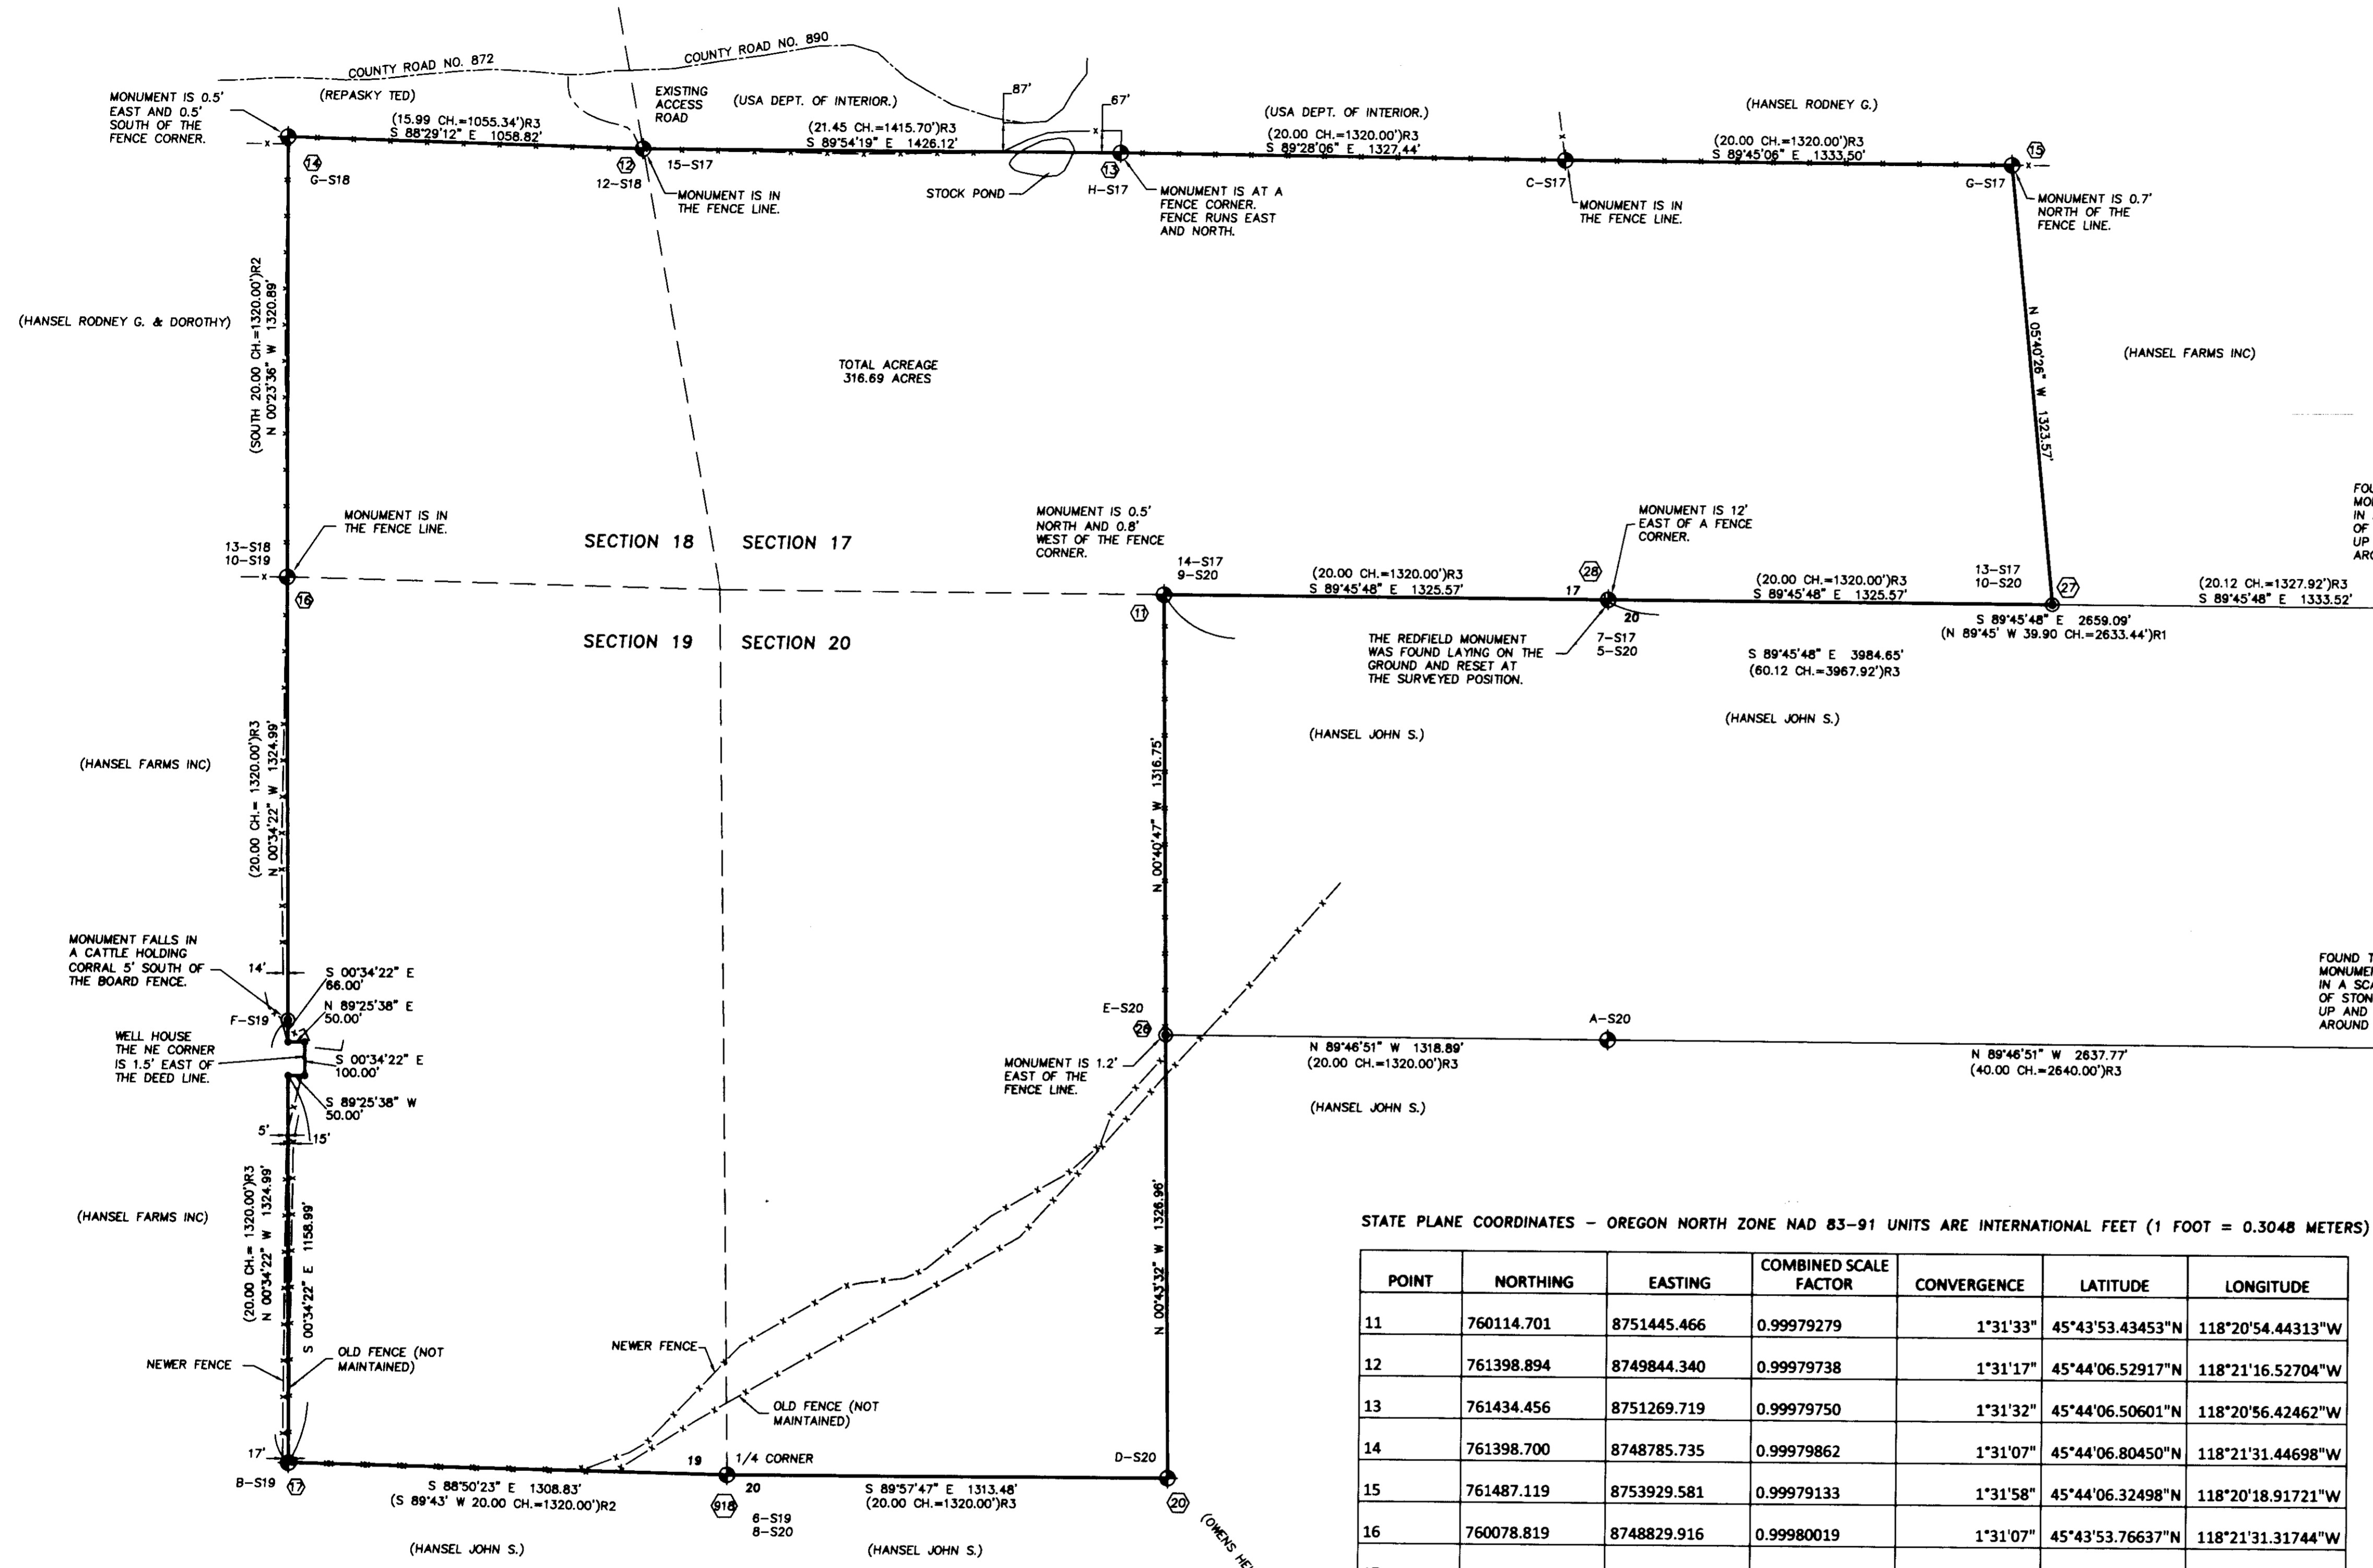 COUNTY ROAD NO. 872
COUNTY ROAD NO. 890
MONUMENT IS 0.5'
EAST AND 0.5'
SOUTH OF THE
FENCE CORNER.
(REPASKY TED)
(15.99 CH.=1055.34')R3
S 88°29'12" E 1058.82'
EXISTING
ACCESS
ROAD
(USA DEPT. OF INTERIOR.)
(21.45 CH.=1415.70')R3
S 89°54'19" E 1426.12'
87'
67'
(USA DEPT. OF INTERIOR.)
(20.00 CH.=1320.00')R3
S 89°28'06" E 1327.44'
(HANSEL RODNEY G.)
(20.00 CH.=1320.00')R3
S 89°45'06" E 1333.50'
14
G-S18
12
12-S18
15-S17
MONUMENT IS IN
THE FENCE LINE.
STOCK POND
13
H-S17
MONUMENT IS AT A
FENCE CORNER.
FENCE RUNS EAST
AND NORTH.
C-S17
MONUMENT IS IN
THE FENCE LINE.
15
G-S17
MONUMENT IS 0.7'
NORTH OF THE
FENCE LINE.
(HANSEL RODNEY G. & DOROTHY)
(SOUTH 20.00 CH.=1320.00')R2
N 00°23'36" W 1320.89'
TOTAL ACREAGE
316.69 ACRES
N 05°40'26" W 1323.57'
(HANSEL FARMS INC)
MONUMENT IS IN
THE FENCE LINE.
13-S18
10-S19
16
SECTION 18
SECTION 17
SECTION 19
SECTION 20
MONUMENT IS 0.5'
NORTH AND 0.8'
WEST OF THE FENCE
CORNER.
14-S17
9-S20
11
(20.00 CH.=1320.00')R3
S 89°45'48" E 1325.57'
MONUMENT IS 12'
EAST OF A FENCE
CORNER.
28
17
20
7-S17
5-S20
(20.00 CH.=1320.00')R3
S 89°45'48" E 1325.57'
13-S17
10-S20
27
(20.12 CH.=1327.92')R3
S 89°45'48" E 1333.52'
S 89°45'48" E 2659.09'
(N 89°45' W 39.90 CH.=2633.44')R1
THE REDFIELD MONUMENT
WAS FOUND LAYING ON THE
GROUND AND RESET AT
THE SURVEYED POSITION.
S 89°45'48" E 3984.65'
(60.12 CH.=3967.92')R3
(HANSEL JOHN S.)
(HANSEL JOHN S.)
FOU
MO
IN
OF
UP
ARO
(HANSEL FARMS INC)
(20.00 CH.= 1320.00')R3
N 00°34'22" W 1324.99'
N 00°40'47" W 1316.75'
MONUMENT FALLS IN
A CATTLE HOLDING
CORRAL 5' SOUTH OF
THE BOARD FENCE.
14'
S 00°34'22" E
66.00'
N 89°25'38" E
50.00'
F-S19
WELL HOUSE
THE NE CORNER
IS 1.5' EAST OF
THE DEED LINE.
S 00°34'22" E
100.00'
S 89°25'38" W
50.00'
5'
15'
E-S20
26
MONUMENT IS 1.2'
EAST OF THE
FENCE LINE.
A-S20
N 89°46'51" W 1318.89'
(20.00 CH.=1320.00')R3
N 89°46'51" W 2637.77'
(40.00 CH.=2640.00')R3
(HANSEL JOHN S.)
FOUND T
MONUME
IN A SCA
OF STON
UP AND
AROUND
(HANSEL FARMS INC)
(20.00 CH.= 1320.00')R3
N 00°34'22" W 1324.99'
S 00°34'22" E 1158.99'
N 00°43'32" W 1326.96'
NEWER FENCE
OLD FENCE (NOT
MAINTAINED)
NEWER FENCE
OLD FENCE (NOT
MAINTAINED)
17'
B-S19
17
S 88°50'23" E 1308.83'
(S 89°43' W 20.00 CH.=1320.00')R2
19
1/4 CORNER
20
918
6-S19
8-S20
S 89°57'47" E 1313.48'
(20.00 CH.=1320.00')R3
D-S20
20
(HANSEL JOHN S.)
(HANSEL JOHN S.)
(OWENS
STATE PLANE COORDINATES - OREGON NORTH ZONE NAD 83-91 UNITS ARE INTERNATIONAL FEET (1 FOOT = 0.3048 METERS)
POINT NORTHING EASTING COMBINED SCALE FACTOR CONVERGENCE LATITUDE LONGITUDE
11 760114.701 8751445.466 0.99979279 1°31'33" 45°43'53.43453"N 118°20'54.44313"W
12 761398.894 8749844.340 0.99979738 1°31'17" 45°44'06.52917"N 118°21'16.52704"W
13 761434.456 8751269.719 0.99979750 1°31'32" 45°44'06.50601"N 118°20'56.42462"W
14 761398.700 8748785.735 0.99979862 1°31'07" 45°44'06.80450"N 118°21'31.44698"W
15 761487.119 8753929.581 0.99979133 1°31'58" 45°44'06.32498"N 118°20'18.91721"W
16 760078.819 8748829.916 0.99980019 1°31'07" 45°43'53.76637"N 118°21'31.31744"W